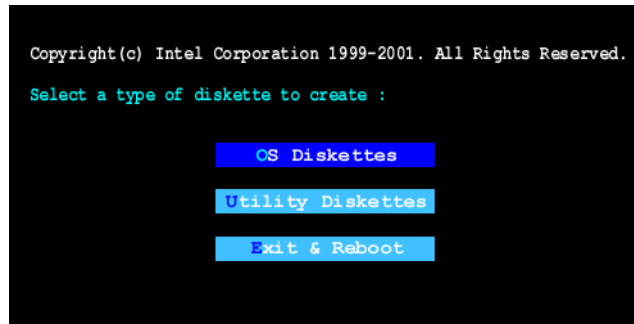 Copyright(c) Intel Corporation 1999-2001. All Rights Reserved.
Select a type of diskette to create :
OS Diskettes
Utility Diskettes
Exit & Reboot